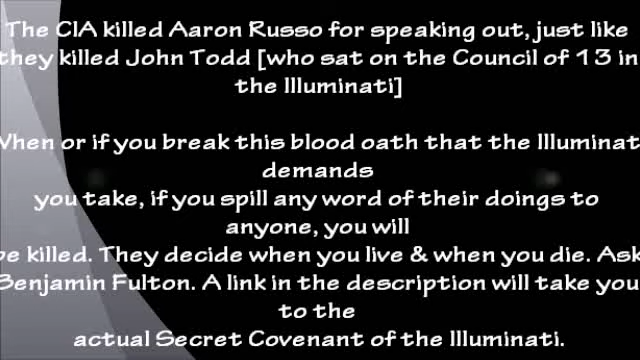 The CIA killed Aaron Russo for speaking out, just like
they killed John Todd [who sat on the Council of 13 in
the Illuminati]
When or if you break this blood oath that the Illuminati
demands
you take, if you spill any word of their doings to
anyone, you will
be killed. They decide when you live & when you die. Ask
Benjamin Fulton. A link in the description will take you
to the
actual Secret Covenant of the Illuminati.